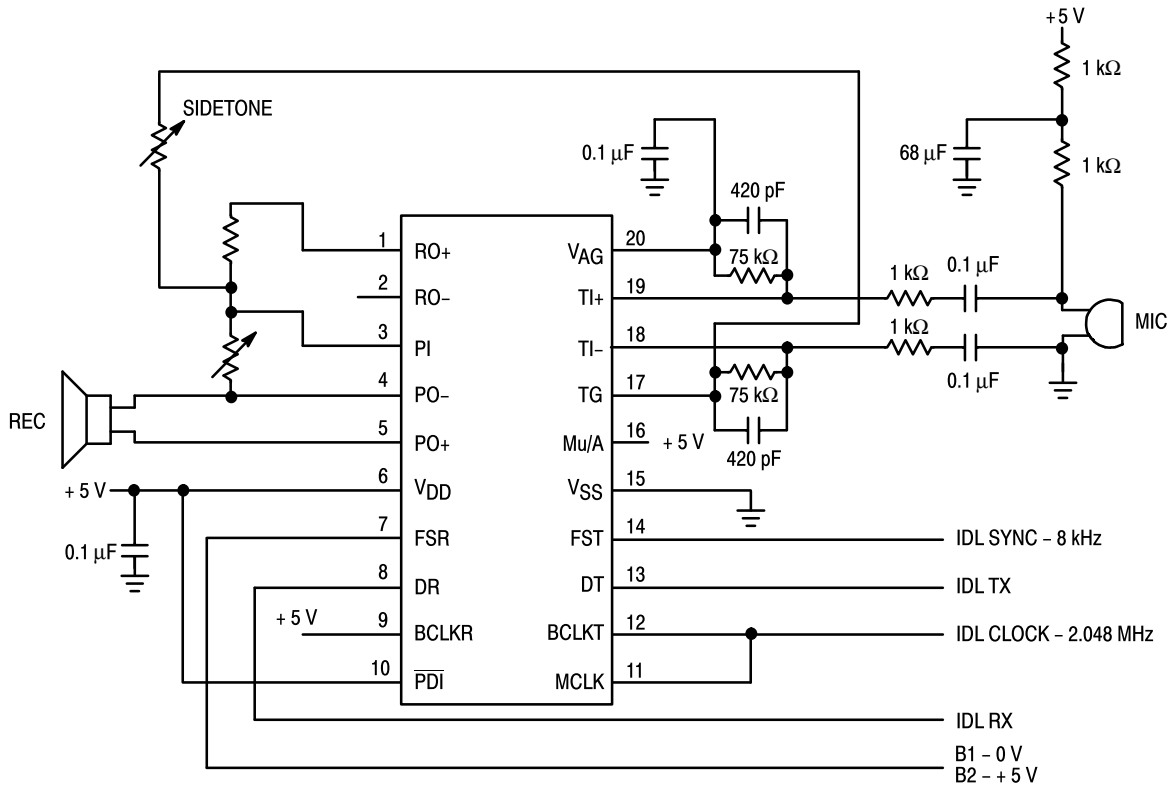 +5 V
1 kΩ
SIDETONE
0.1 µF
68 µF
1 kΩ
420 pF
1
RO+
VAG
20
75 kΩ
1 kΩ
0.1 µF
2
RO–
TI+
19
MIC
3
PI
TI–
18
1 kΩ
0.1 µF
4
PO–
TG
17
75 kΩ
REC
5
PO+
Mu/A
16
+ 5 V
420 pF
+ 5 V
6
VDD
VSS
15
7
FSR
FST
14
IDL SYNC – 8 kHz
0.1 µF
8
DR
DT
13
IDL TX
+ 5 V
9
BCLKR
BCLKT
12
IDL CLOCK – 2.048 MHz
10
PDI
MCLK
11
IDL RX
B1 – 0 V
B2 – + 5 V